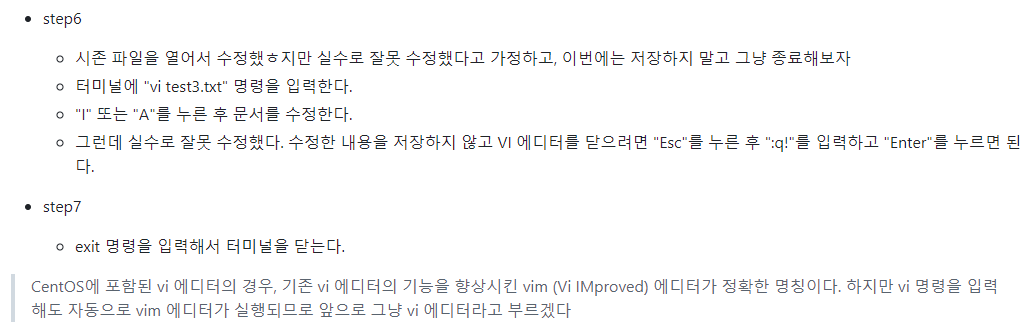 step6
시존 파일을 열어서 수정했ㅎ지만 실수로 잘못 수정했다고 가정하고, 이번에는 저장하지 말고 그냥 종료해보자
터미널에 "vi test3.txt" 명령을 입력한다.
"I" 또는 "A"를 누른 후 문서를 수정한다.
그런데 실수로 잘못 수정했다. 수정한 내용을 저장하지 않고 VI 에디터를 닫으려면 "Esc"를 누른 후 ":q!"를 입력하고 "Enter"를 누르면 된
다.
step7
exit 명령을 입력해서 터미널을 닫는다.
CentOS에 포함된 vi 에디터의 경우, 기존 vi 에디터의 기능을 향상시킨 vim (Vi IMproved) 에디터가 정확한 명칭이다. 하지만 vi 명령을 입력
해도 자동으로 vim 에디터가 실행되므로 앞으로 그냥 vi 에디터라고 부르겠다